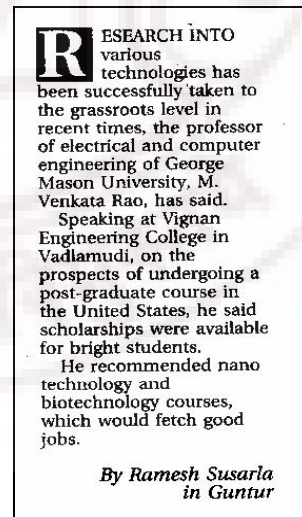 RESEARCH INTO
various
technologies has
been successfully taken to
the grassroots level in
recent times, the professor
of electrical and computer
engineering of George
Mason University, M.
Venkata Rao, has said.
Speaking at Vignan
Engineering College in
Vadlamudi, on the
prospects of undergoing a
post-graduate course in
the United States, he said
scholarships were available
for bright students.
He recommended nano
technology and
biotechnology courses,
which would fetch good
jobs.
By Ramesh Susarla
in Guntur